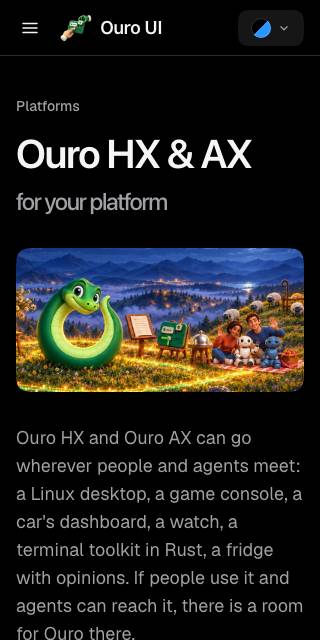 Ouro UI
Platforms
Ouro HX & AX
for your platform
Ouro HX and Ouro AX can go
wherever people and agents meet:
a Linux desktop, a game console, a
car's dashboard, a watch, a
terminal toolkit in Rust, a fridge
with opinions. If people use it and
agents can reach it, there is a room
for Ouro there.